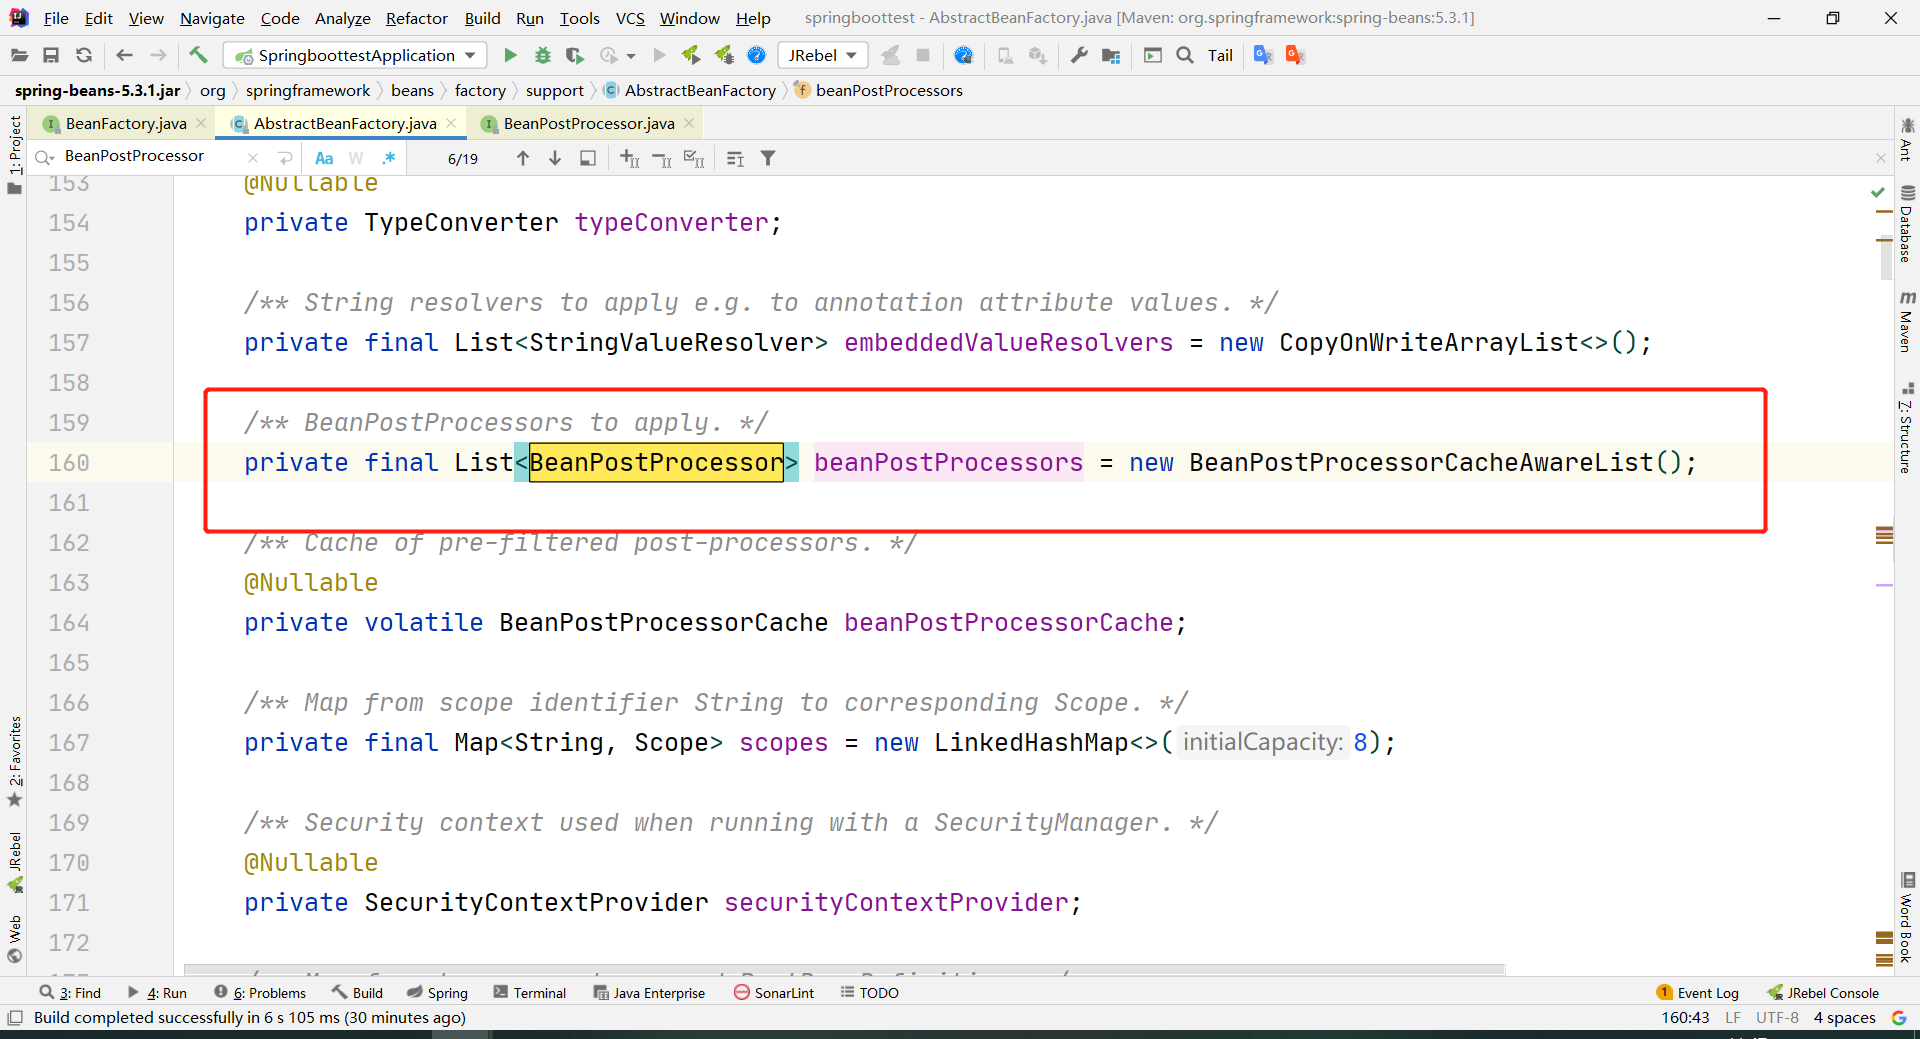 File Edit View Navigate Code Analyze Refactor Build Run Tools VCS Window Help springboottest - AbstractBeanFactory.java [Maven: org.springframework:spring-beans:5.3.1]
SpringboottestApplication JRebel Tail
spring-beans-5.3.1.jar org springframework beans factory support AbstractBeanFactory beanPostProcessors
BeanFactory.java AbstractBeanFactory.java BeanPostProcessor.java
BeanPostProcessor Aa W .* 6/19
153 @Nullable
154 private TypeConverter typeConverter;
155
156 /** String resolvers to apply e.g. to annotation attribute values. */
157 private final List<StringValueResolver> embeddedValueResolvers = new CopyOnWriteArrayList<>();
158
159 /** BeanPostProcessors to apply. */
160 private final List<BeanPostProcessor> beanPostProcessors = new BeanPostProcessorCacheAwareList();
161
162 /** Cache of pre-filtered post-processors. */
163 @Nullable
164 private volatile BeanPostProcessorCache beanPostProcessorCache;
165
166 /** Map from scope identifier String to corresponding Scope. */
167 private final Map<String, Scope> scopes = new LinkedHashMap<>( initialCapacity: 8);
168
169 /** Security context used when running with a SecurityManager. */
170 @Nullable
171 private SecurityContextProvider securityContextProvider;
172
1: Project
2: Favorites
JRebel
Web
Ant
Database
Maven
7: Structure
Word Book
3: Find 4: Run 6: Problems Build Spring Terminal Java Enterprise SonarLint TODO 1 Event Log JRebel Console
Build completed successfully in 6 s 105 ms (30 minutes ago) 160:43 LF UTF-8 4 spaces